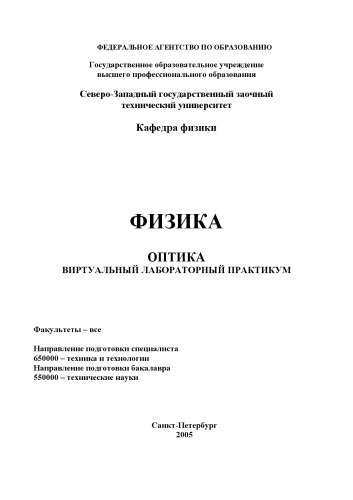 ФЕДЕРАЛЬНОЕ АГЕНТСТВО ПО ОБРАЗОВАНИЮ
Государственное образовательное учреждение
высшего профессионального образования
Северо-Западный государственный заочный
технический университет
Кафедра физики
ФИЗИКА
ОПТИКА
ВИРТУАЛЬНЫЙ ЛАБОРАТОРНЫЙ ПРАКТИКУМ
Факультеты – все
Направление подготовки специалиста
650000 – техника и технологии
Направление подготовки бакалавра
550000 – технические науки
Санкт-Петербург
2005